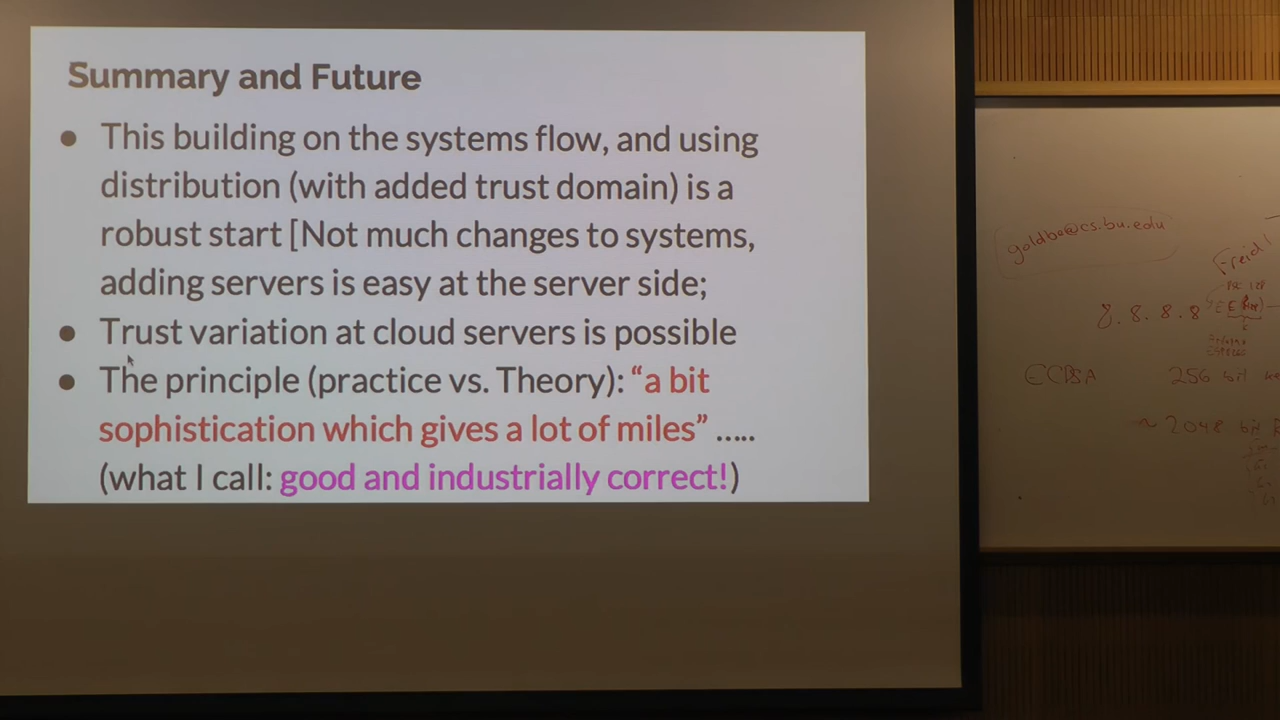 Summary and Future
● This building on the systems flow, and using
distribution (with added trust domain) is a
robust start [Not much changes to systems,
adding servers is easy at the server side;
● Trust variation at cloud servers is possible
● The principle (practice vs. Theory): “a bit
sophistication which gives a lot of miles” .....
(what I call: good and industrially correct!)
goldbe@cs.bu.edu
8.8.8.8
256 bit
~ 2048 bit